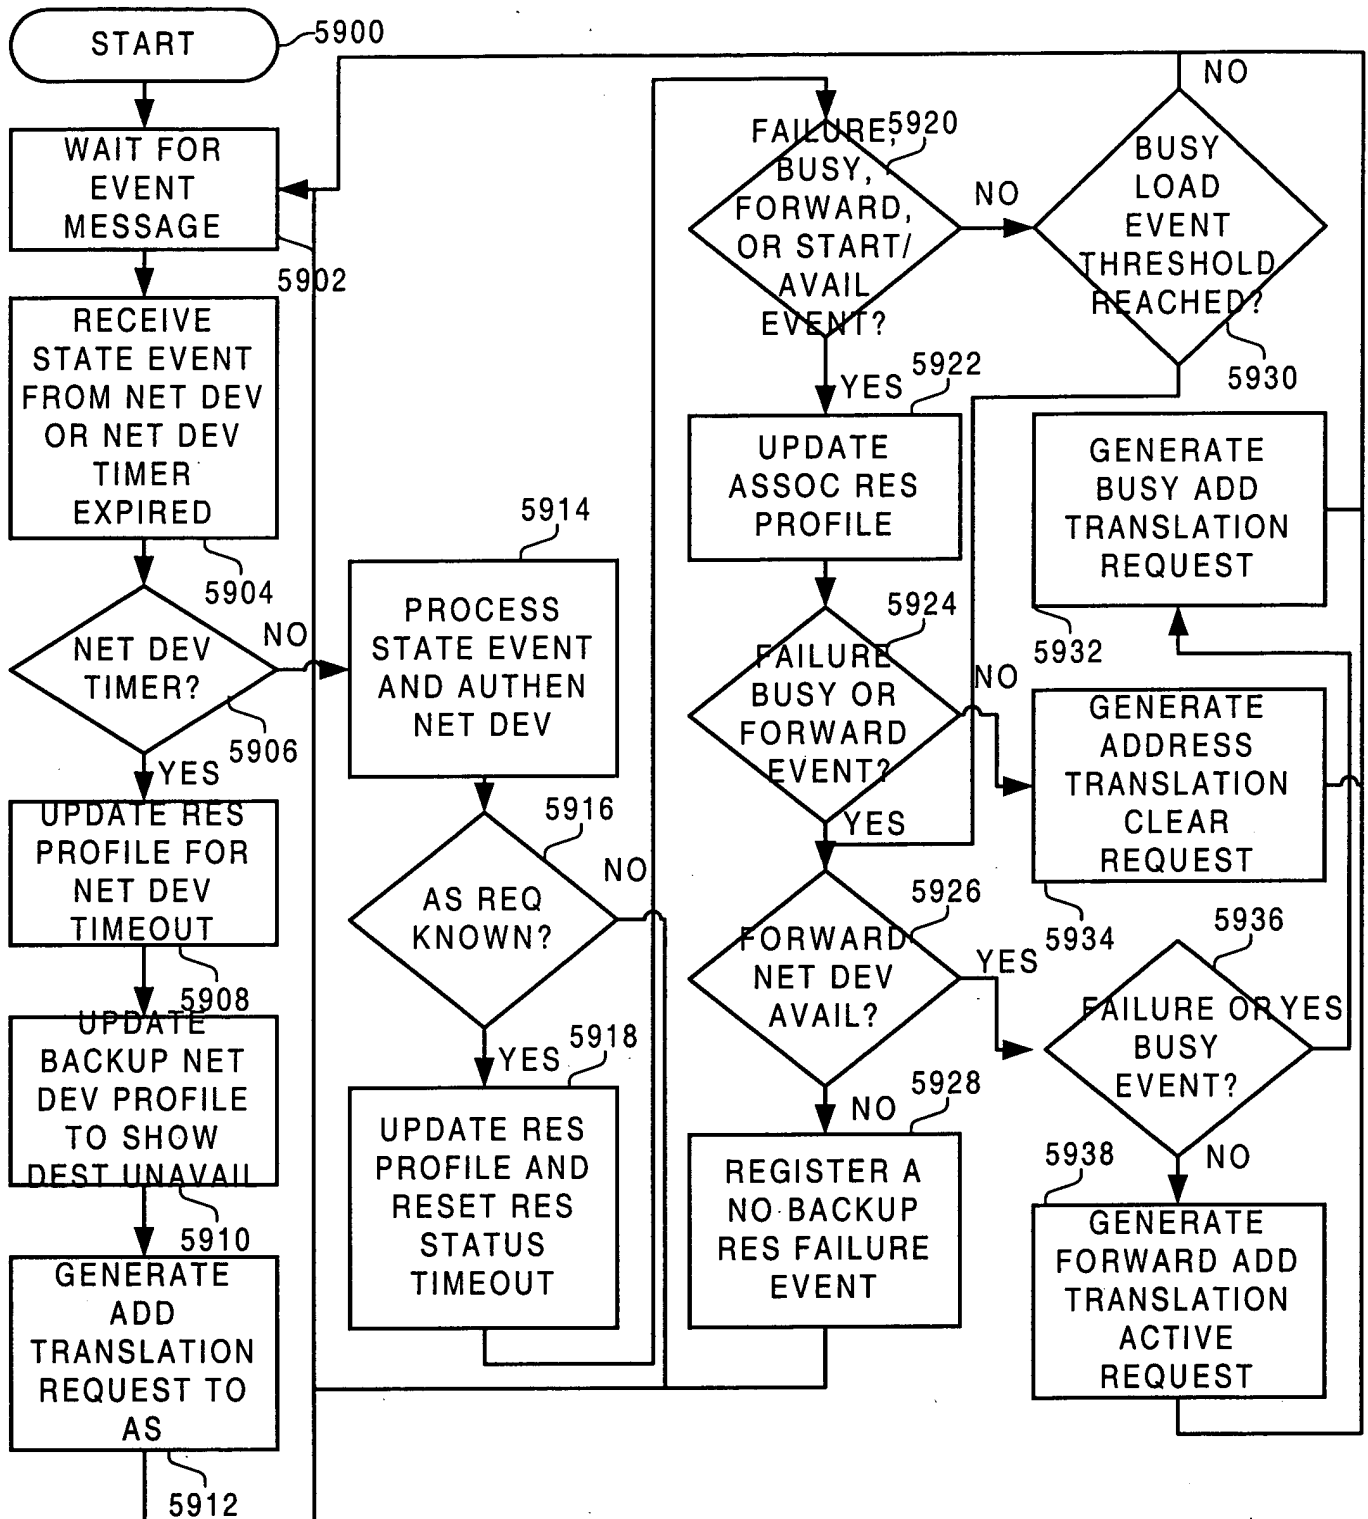 START
5900
WAIT FOR
EVENT
MESSAGE
5902
RECEIVE
STATE EVENT
FROM NET DEV
OR NET DEV
TIMER
EXPIRED
5904
NET DEV
TIMER?
NO
5906
YES
UPDATE RES
PROFILE FOR
NET DEV
TIMEOUT
5908
UPDATE
BACKUP NET
DEV PROFILE
TO SHOW
DEST UNAVAIL
5910
GENERATE
ADD
TRANSLATION
REQUEST TO
AS
5912
5914
PROCESS
STATE EVENT
AND AUTHEN
NET DEV
5916
AS REQ
KNOWN?
NO
YES
5918
UPDATE RES
PROFILE AND
RESET RES
STATUS
TIMEOUT
5920
FAILURE,
BUSY,
FORWARD,
OR START/
AVAIL
EVENT?
NO
YES
5922
UPDATE
ASSOC RES
PROFILE
5924
FAILURE
BUSY OR
FORWARD
EVENT?
NO
YES
5926
FORWARD
NET DEV
AVAIL?
YES
NO
5928
REGISTER A
NO BACKUP
RES FAILURE
EVENT
NO
BUSY
LOAD
EVENT
THRESHOLD
REACHED?
5930
GENERATE
BUSY ADD
TRANSLATION
REQUEST
5932
GENERATE
ADDRESS
TRANSLATION
CLEAR
REQUEST
5934
5936
FAILURE OR
BUSY
EVENT?
YES
NO
5938
GENERATE
FORWARD ADD
TRANSLATION
ACTIVE
REQUEST